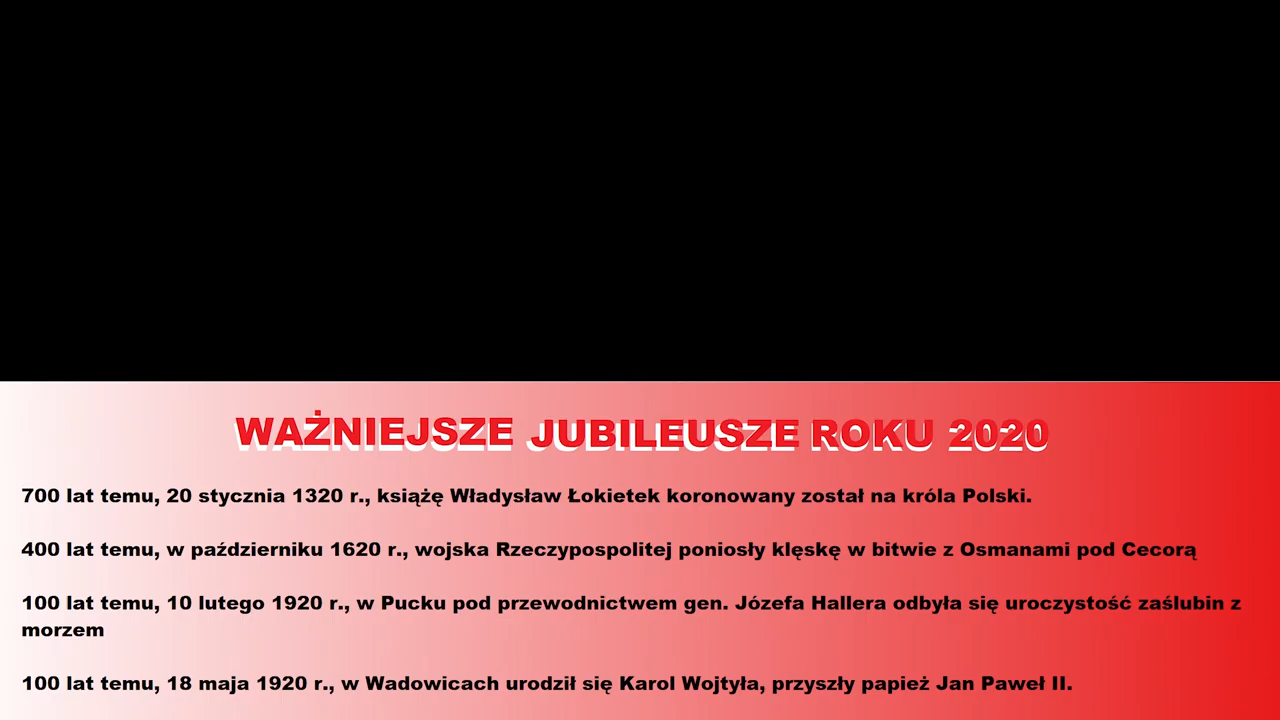 WAŻNIEJSZE JUBILEUSZE ROKU 2020
700 lat temu, 20 stycznia 1320 r., książę Władysław Łokietek koronowany został na króla Polski.
400 lat temu, w październiku 1620 r., wojska Rzeczypospolitej poniosły klęskę w bitwie z Osmanami pod Cecorą
100 lat temu, 10 lutego 1920 r., w Pucku pod przewodnictwem gen. Józefa Hallera odbyła się uroczystość zaślubin z
morzem
100 lat temu, 18 maja 1920 r., w Wadowicach urodził się Karol Wojtyła, przyszły papież Jan Paweł II.